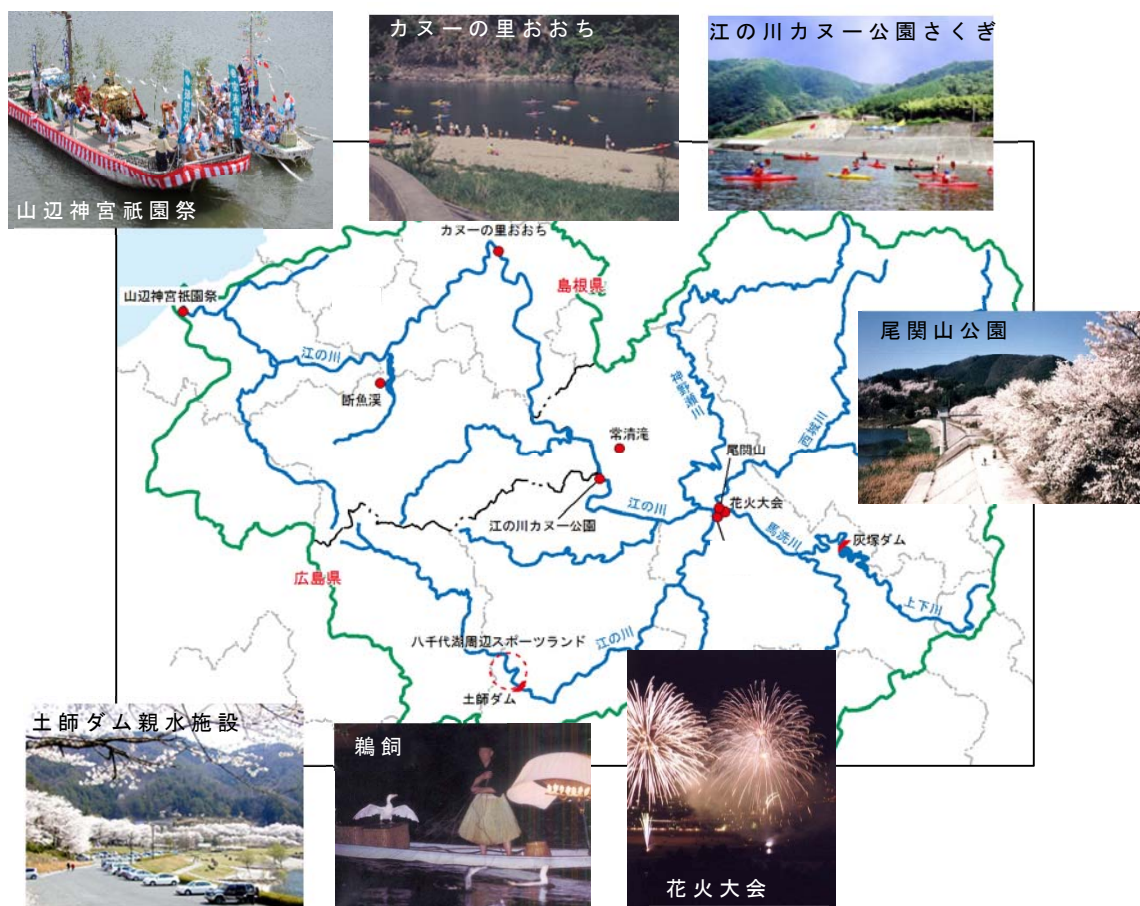 カヌーの里おおち
江の川カヌー公園さくぎ
山辺神宮祇園祭
カヌーの里おおち
島根県
山辺神宮祇園祭
尾関山公園
江の川
神野瀬川
西城川
断魚渓
常清滝
尾関山
花火大会
江の川
江の川カヌー公園
馬洗川
灰塚ダム
広島県
上下川
八千代湖周辺スポーツランド
江の川
土師ダム
土師ダム親水施設
鵜飼
花火大会